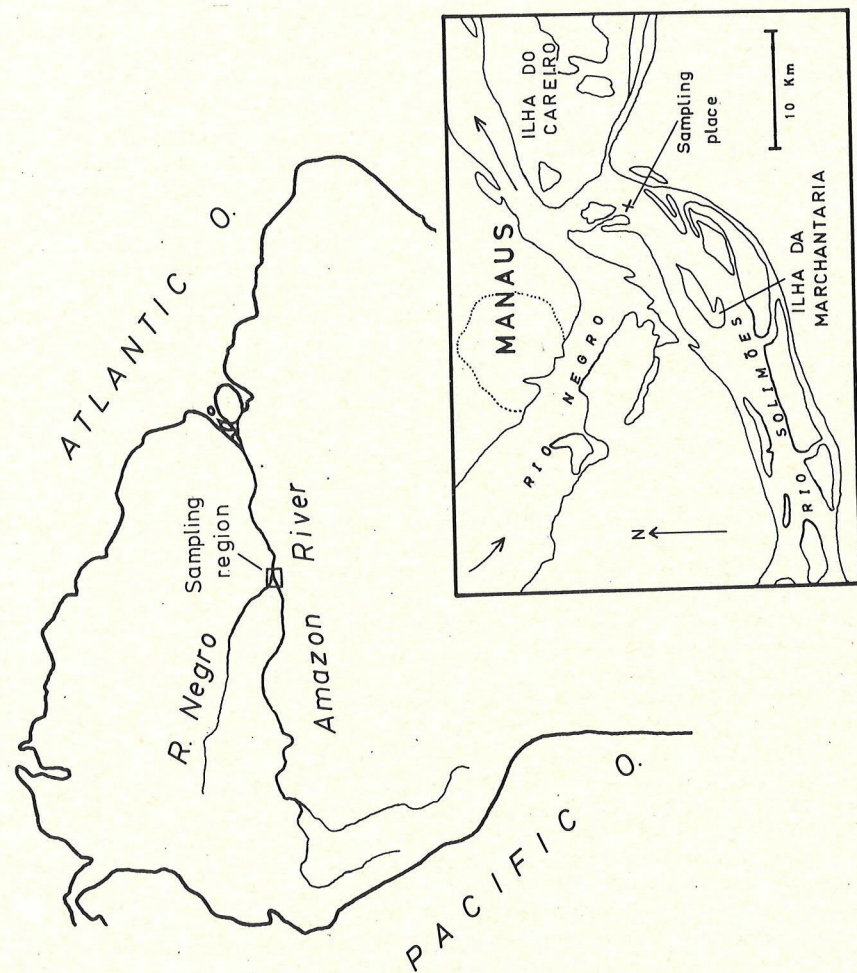 ATLANTIC O.
Sampling
region
R. Negro
Amazon River
PACIFIC O.
MANAUS
ILHA DO
CAREIRO
Sampling
place
RIO NEGRO
ILHA DA
MARCHANTARIA
RIO SOLIMÕES
N
10 Km